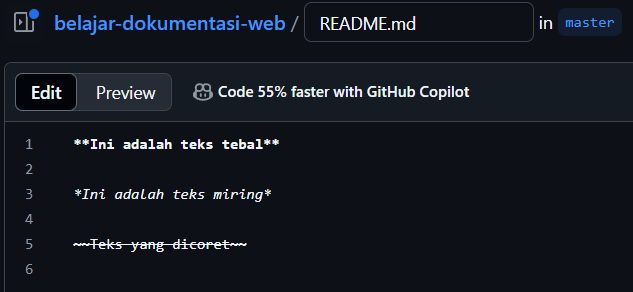 belajar-dokumentasi-web / README.md in master
Edit Preview Code 55% faster with GitHub Copilot
1 **Ini adalah teks tebal**
2
3 *Ini adalah teks miring*
4
5 ~~Teks yang dicoret~~
6